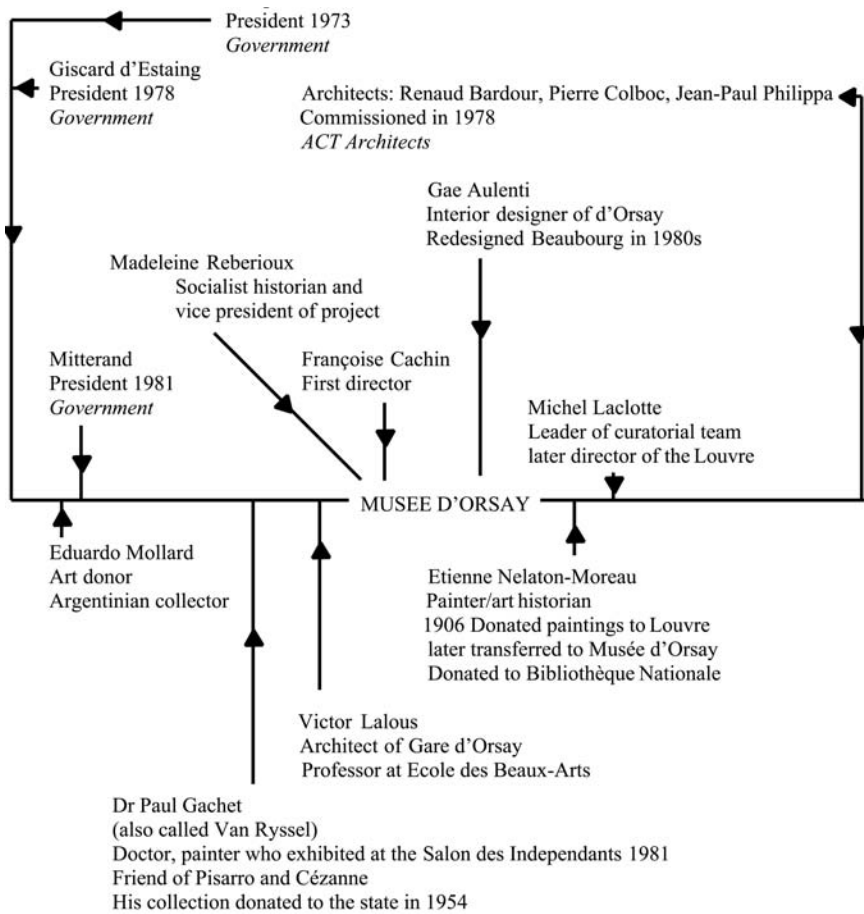 President 1973
Government
Giscard d'Estaing
President 1978
Government
Architects: Renaud Bardour, Pierre Colboc, Jean-Paul Philippa
Commissioned in 1978
ACT Architects
Gae Aulenti
Interior designer of d'Orsay
Redesigned Beaubourg in 1980s
Madeleine Reberioux
Socialist historian and
vice president of project
Mitterand
President 1981
Government
Françoise Cachin
First director
Michel Laclotte
Leader of curatorial team
later director of the Louvre
MUSEE D'ORSAY
Eduardo Mollard
Art donor
Argentinian collector
Etienne Nelaton-Moreau
Painter/art historian
1906 Donated paintings to Louvre
later transferred to Musée d'Orsay
Donated to Bibliothèque Nationale
Victor Lalous
Architect of Gare d'Orsay
Professor at Ecole des Beaux-Arts
Dr Paul Gachet
(also called Van Ryssel)
Doctor, painter who exhibited at the Salon des Independants 1981
Friend of Pisarro and Cézanne
His collection donated to the state in 1954